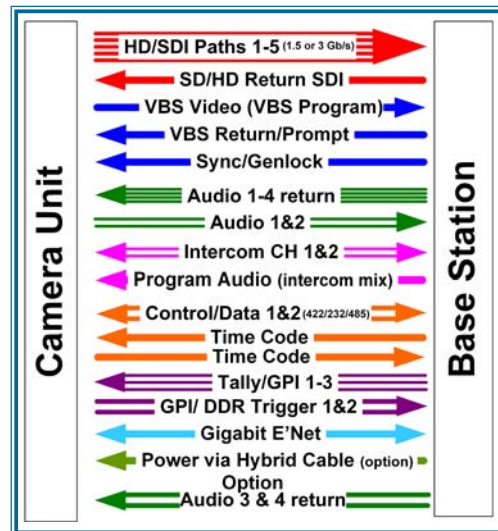 Camera Unit
HD/SDI Paths 1-5 (1.5 or 3 Gb/s)
SD/HD Return SDI
VBS Video (VBS Program)
VBS Return/Prompt
Sync/Genlock
Audio 1-4 return
Audio 1&2
Intercom CH 1&2
Program Audio (intercom mix)
Control/Data 1&2 (422/232/485)
Time Code
Time Code
Tally/GPI 1-3
GPI/ DDR Trigger 1&2
Gigabit E'Net
Power via Hybrid Cable (option)
Option
Audio 3 & 4 return
Base Station